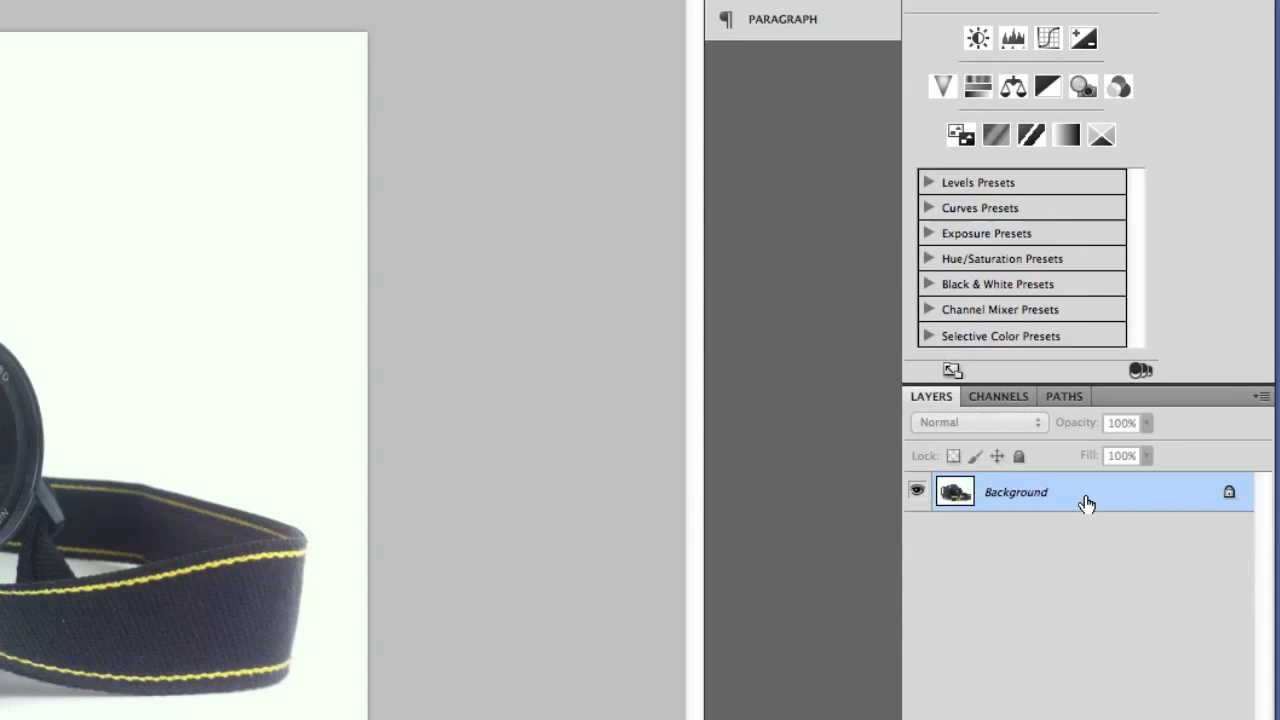 PARAGRAPH
Levels Presets
Curves Presets
Exposure Presets
Hue/Saturation Presets
Black & White Presets
Channel Mixer Presets
Selective Color Presets
LAYERS CHANNELS PATHS
Normal Opacity: 100%
Lock: Fill: 100%
Background